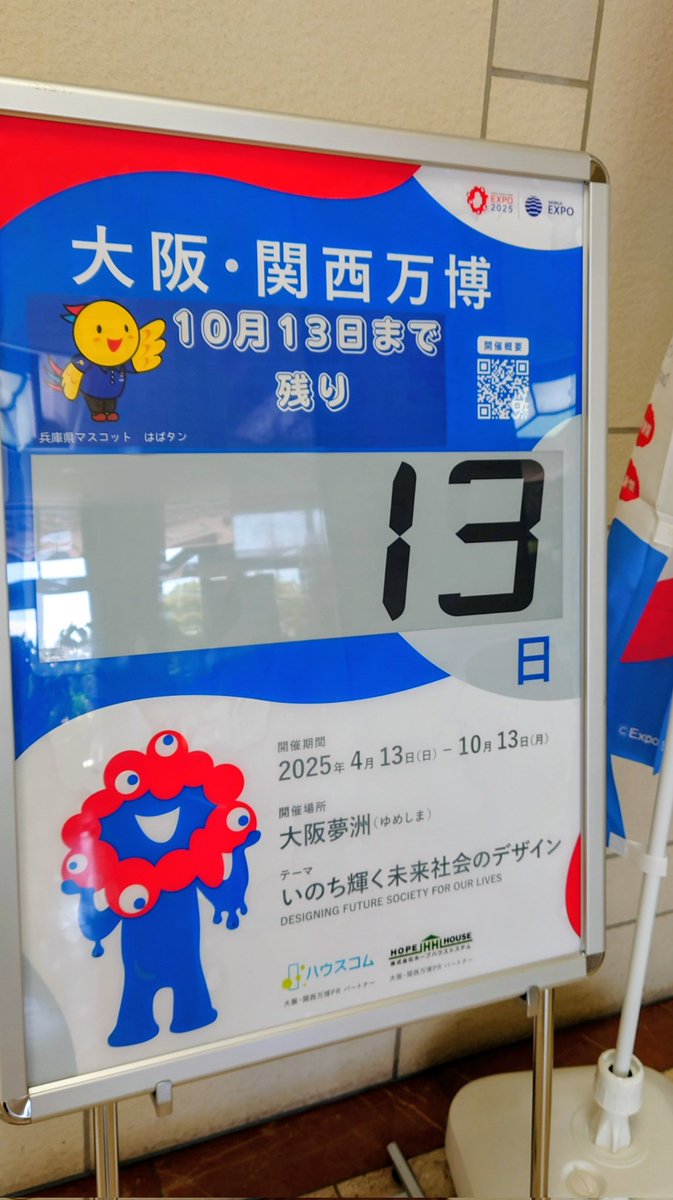 EXPO
2025
WORLD
EXPO
大阪・関西万博
10月13日まで
残り
開催概要
兵庫県マスコット はばタン
13
日
開催期間
2025年 4月 13日(日) － 10月 13日(月)
開催場所
大阪夢洲(ゆめしま)
テーマ
いのち輝く未来社会のデザイン
DESIGNING FUTURE SOCIETY FOR OUR LIVES
ハウスコム
大阪・関西万博PR パートナー
HOPE HH HOUSE
株式会社ホープハウスシステム
大阪・関西万博PR パートナー
©Expo